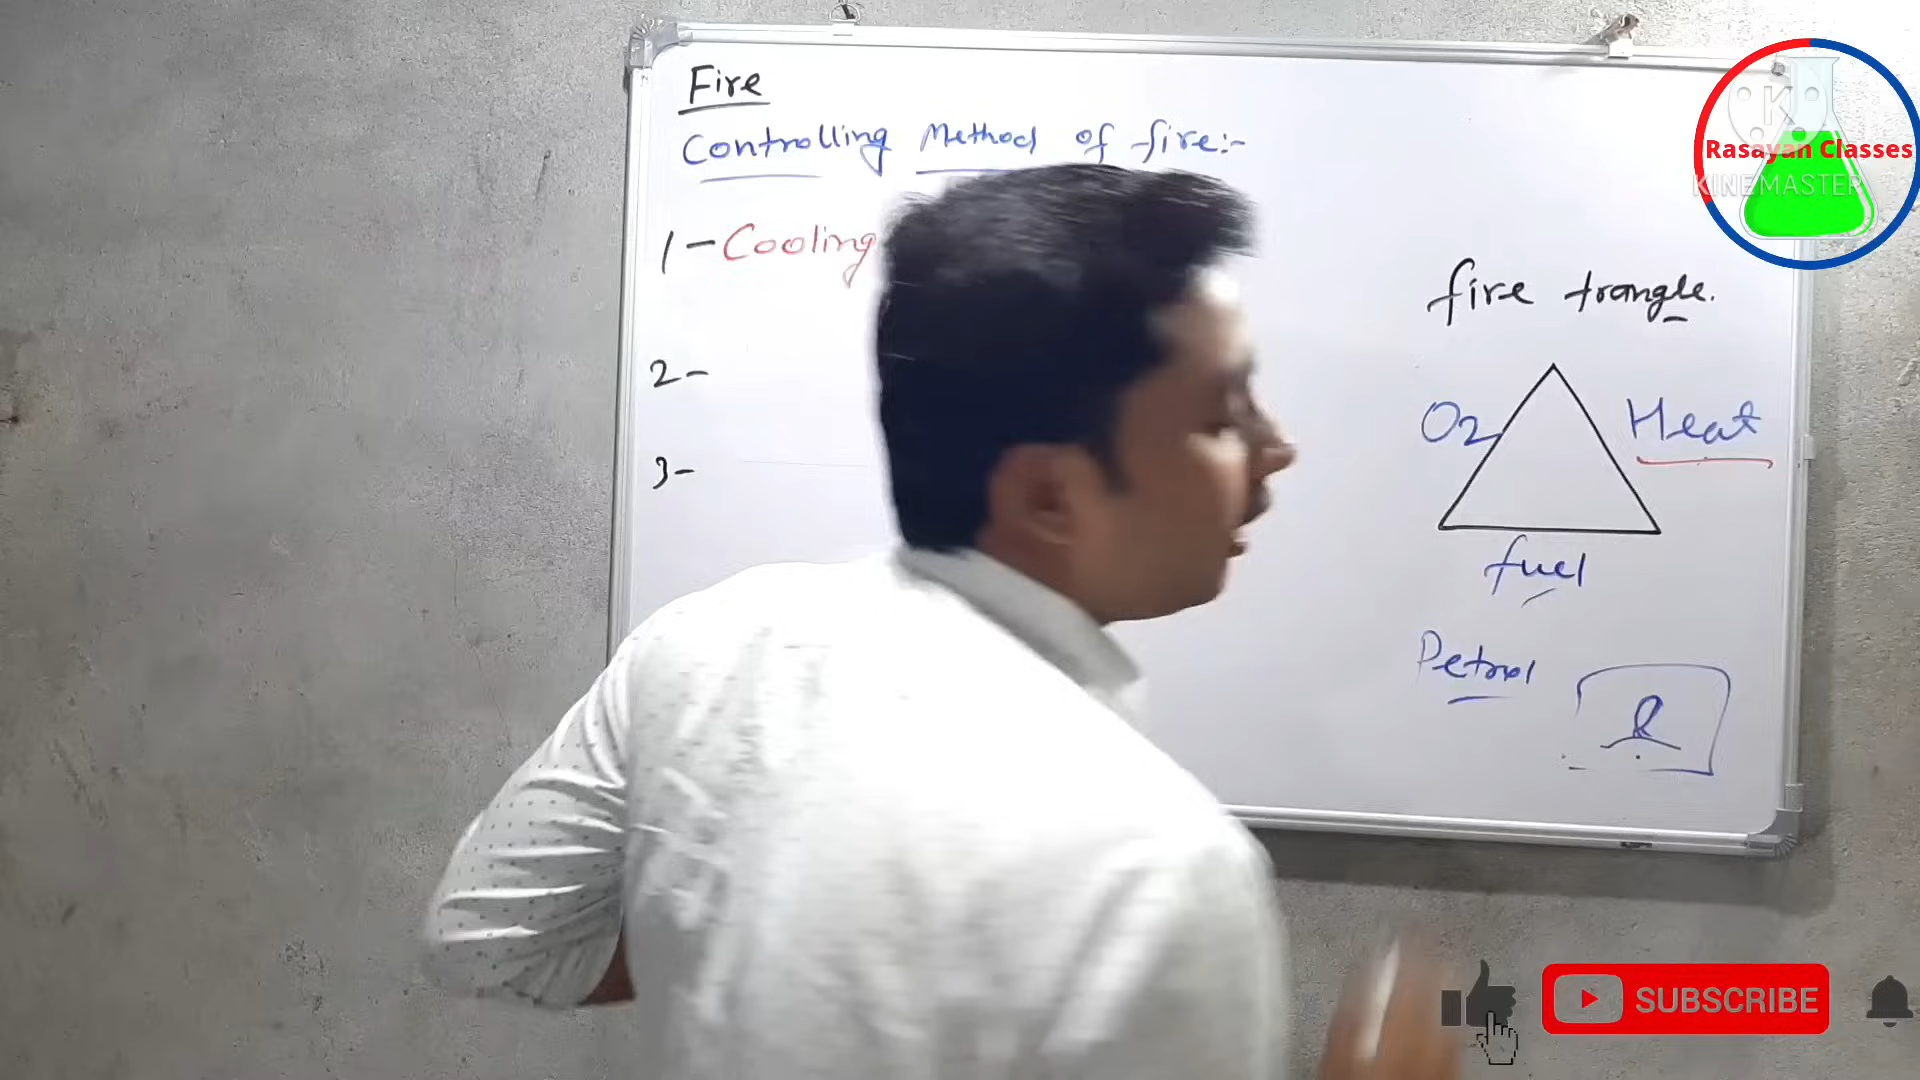 Fire
Controlling Method of fire:-
1- Cooling
2-
3-
fire trangle.
O2
Heat
fuel
Petrol
Rasayan Classes
KINEMASTER
SUBSCRIBE